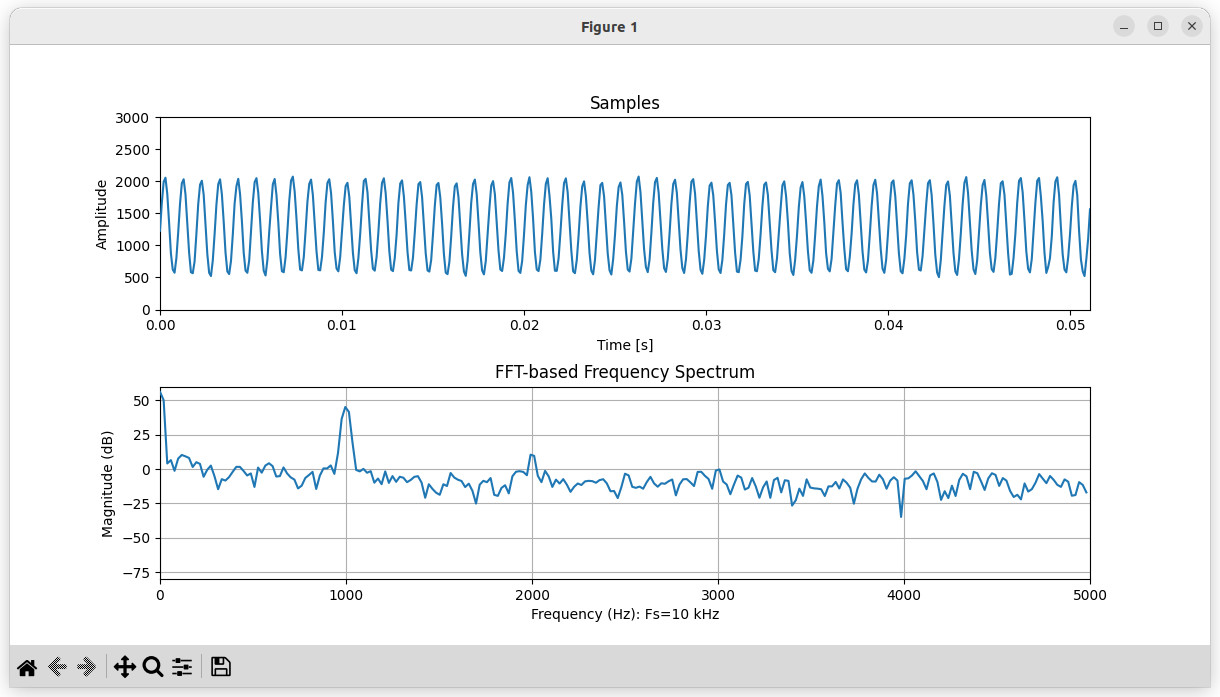 Figure 1
Samples
3000
2500
2000
1500
1000
500
0
Amplitude
0.00 0.01 0.02 0.03 0.04 0.05
Time [s]
FFT-based Frequency Spectrum
50
25
0
−25
−50
−75
Magnitude (dB)
0 1000 2000 3000 4000 5000
Frequency (Hz): Fs=10 kHz